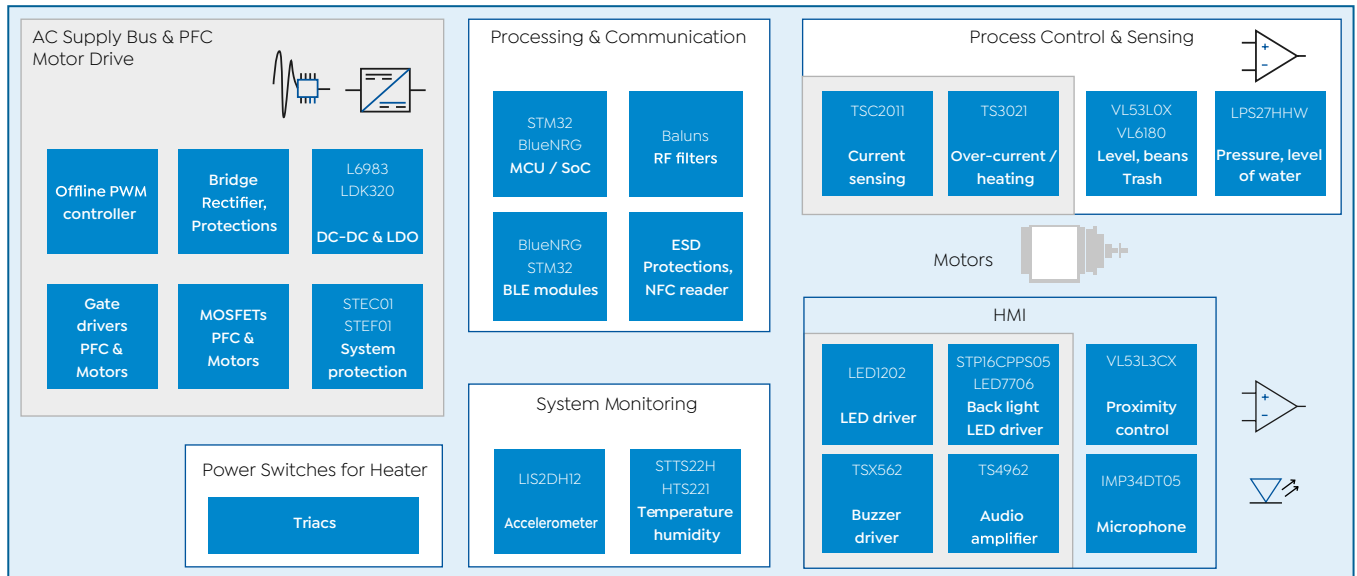 AC Supply Bus & PFC
Motor Drive
Offline PWM
controller
Bridge
Rectifier,
Protections
L6983
LDK320
DC-DC & LDO
Gate
drivers
PFC &
Motors
MOSFETs
PFC &
Motors
STEC01
STEF01
System
protection
Power Switches for Heater
Triacs
Processing & Communication
STM32
BlueNRG
MCU / SoC
Baluns
RF filters
BlueNRG
STM32
BLE modules
ESD
Protections,
NFC reader
System Monitoring
LIS2DH12
Accelerometer
STTS22H
HTS221
Temperature
humidity
Process Control & Sensing
TSC2011
Current
sensing
TS3021
Over-current /
heating
VL53L0X
VL6180
Level, beans
Trash
LPS27HHW
Pressure, level
of water
Motors
HMI
LED1202
LED driver
STP16CPPS05
LED7706
Back light
LED driver
VL53L3CX
Proximity
control
TSX562
Buzzer
driver
TS4962
Audio
amplifier
IMP34DT05
Microphone